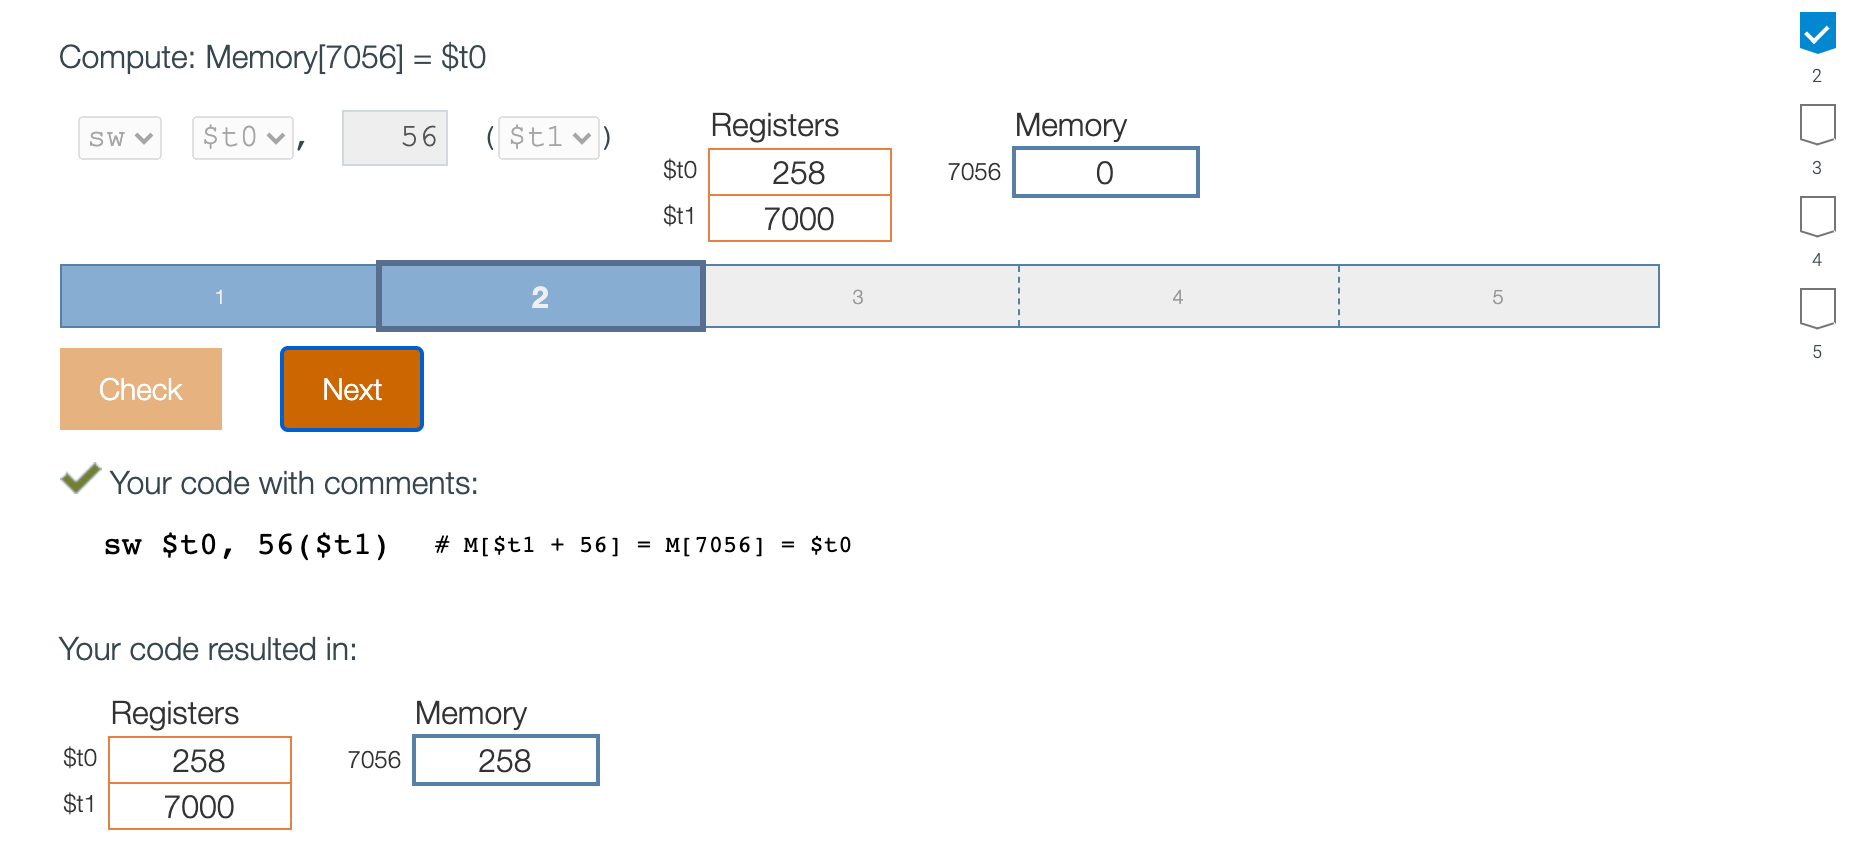 Compute: Memory[7056] = $t0
sw $t0, 56 ($t1)
Registers
$t0 258
$t1 7000
Memory
7056 0
1 2 3 4 5
Check Next
Your code with comments:
sw $t0, 56($t1) # M[$t1 + 56] = M[7056] = $t0
Your code resulted in:
Registers
$t0 258
$t1 7000
Memory
7056 258
2
3
4
5